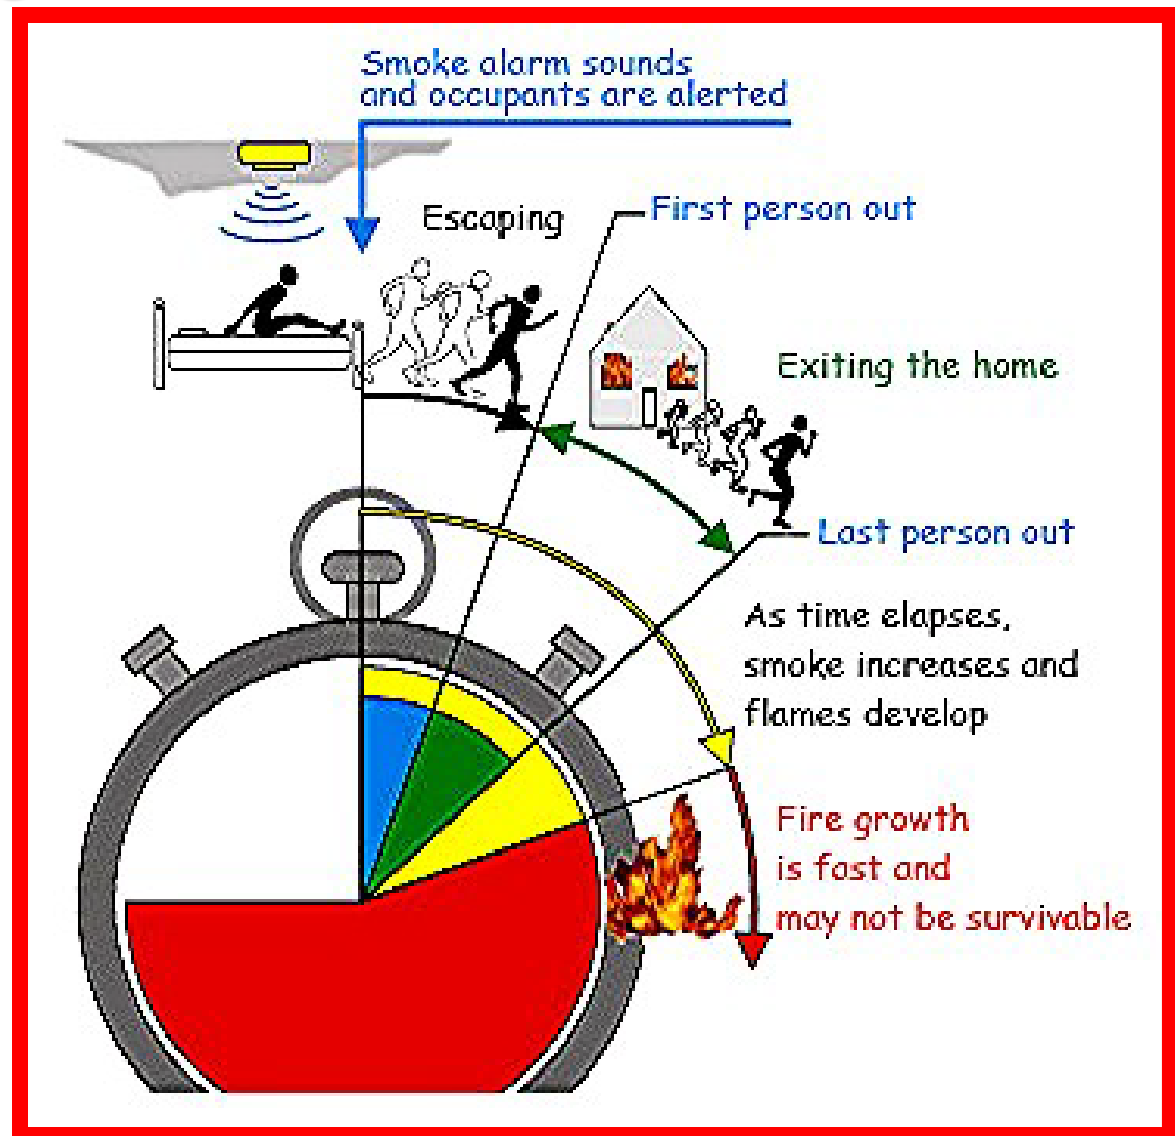 Smoke alarm sounds
and occupants are alerted
Escaping
First person out
Exiting the home
Last person out
As time elapses,
smoke increases and
flames develop
Fire growth
is fast and
may not be survivable